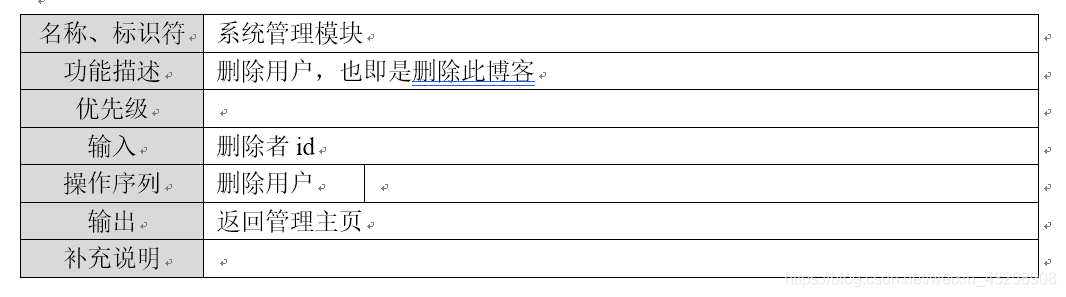 名称、标识符 系统管理模块
功能描述 删除用户，也即是删除此博客
优先级
输入 删除者 id
操作序列 删除用户
输出 返回管理主页
补充说明
https://blog.csdn.net/weixin_43258908